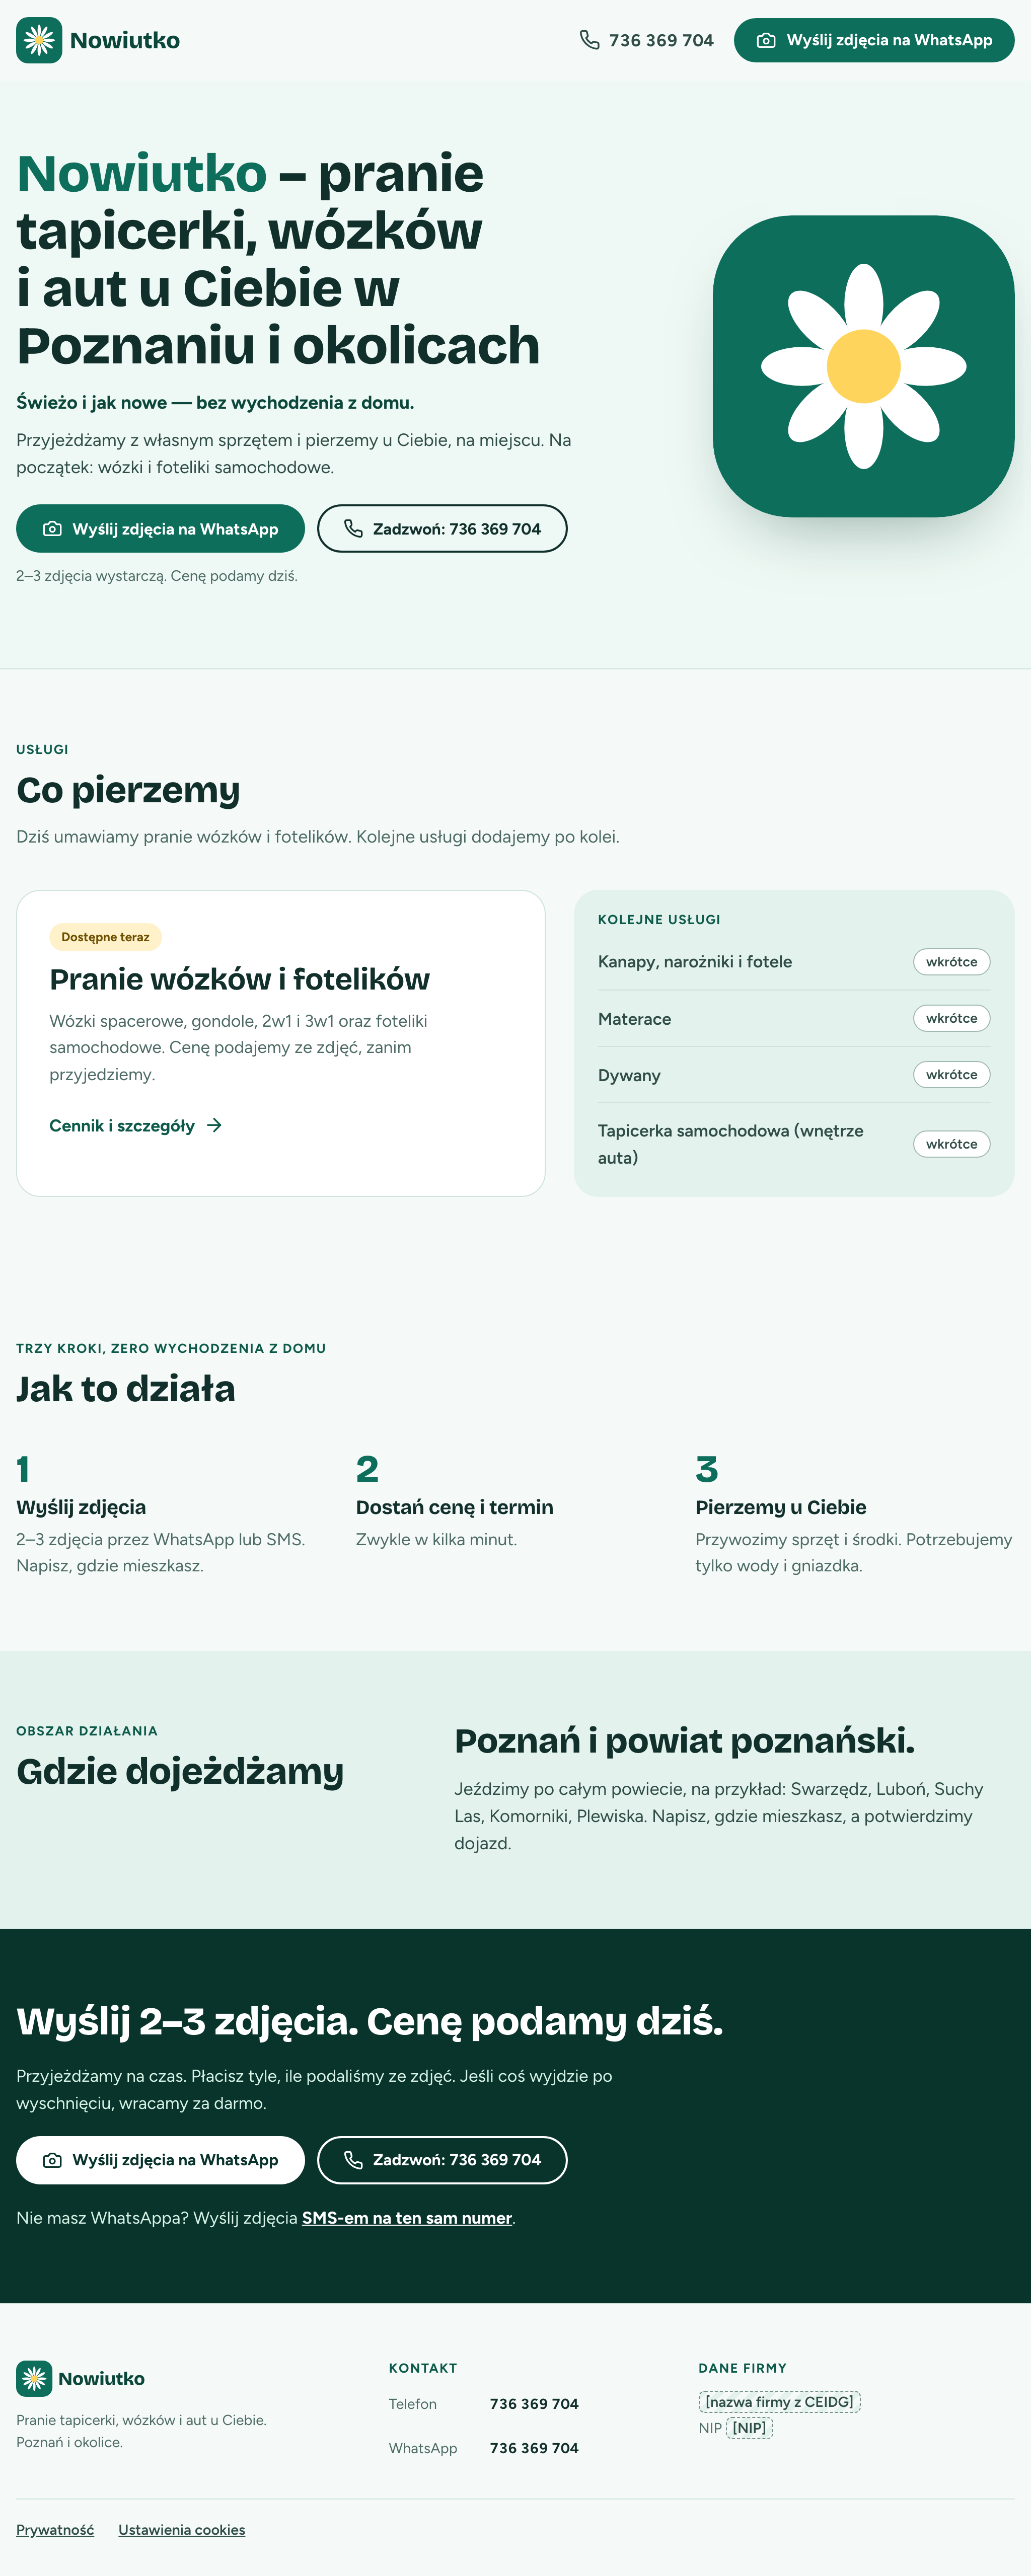 Nowiutko
736 369 704
Wyślij zdjęcia na WhatsApp
Nowiutko – pranie
tapicerki, wózków
i aut u Ciebie w
Poznaniu i okolicach
Świeżo i jak nowe — bez wychodzenia z domu.
Przyjeżdżamy z własnym sprzętem i pierzemy u Ciebie, na miejscu. Na
początek: wózki i foteliki samochodowe.
Wyślij zdjęcia na WhatsApp
Zadzwoń: 736 369 704
2–3 zdjęcia wystarczą. Cenę podamy dziś.
USŁUGI
Co pierzemy
Dziś umawiamy pranie wózków i fotelików. Kolejne usługi dodajemy po kolei.
Dostępne teraz
Pranie wózków i fotelików
Wózki spacerowe, gondole, 2w1 i 3w1 oraz foteliki
samochodowe. Cenę podajemy ze zdjęć, zanim
przyjedziemy.
Cennik i szczegóły
KOLEJNE USŁUGI
Kanapy, narożniki i fotele
wkrótce
Materace
wkrótce
Dywany
wkrótce
Tapicerka samochodowa (wnętrze
auta)
wkrótce
TRZY KROKI, ZERO WYCHODZENIA Z DOMU
Jak to działa
1
Wyślij zdjęcia
2–3 zdjęcia przez WhatsApp lub SMS.
Napisz, gdzie mieszkasz.
2
Dostań cenę i termin
Zwykle w kilka minut.
3
Pierzemy u Ciebie
Przywozimy sprzęt i środki. Potrzebujemy
tylko wody i gniazdka.
OBSZAR DZIAŁANIA
Gdzie dojeżdżamy
Poznań i powiat poznański.
Jeździmy po całym powiecie, na przykład: Swarzędz, Luboń, Suchy
Las, Komorniki, Plewiska. Napisz, gdzie mieszkasz, a potwierdzimy
dojazd.
Wyślij 2–3 zdjęcia. Cenę podamy dziś.
Przyjeżdżamy na czas. Płacisz tyle, ile podaliśmy ze zdjęć. Jeśli coś wyjdzie po
wyschnięciu, wracamy za darmo.
Wyślij zdjęcia na WhatsApp
Zadzwoń: 736 369 704
Nie masz WhatsAppa? Wyślij zdjęcia SMS-em na ten sam numer.
Nowiutko
Pranie tapicerki, wózków i aut u Ciebie.
Poznań i okolice.
KONTAKT
Telefon 736 369 704
WhatsApp 736 369 704
DANE FIRMY
[nazwa firmy z CEIDG]
NIP [NIP]
Prywatność
Ustawienia cookies